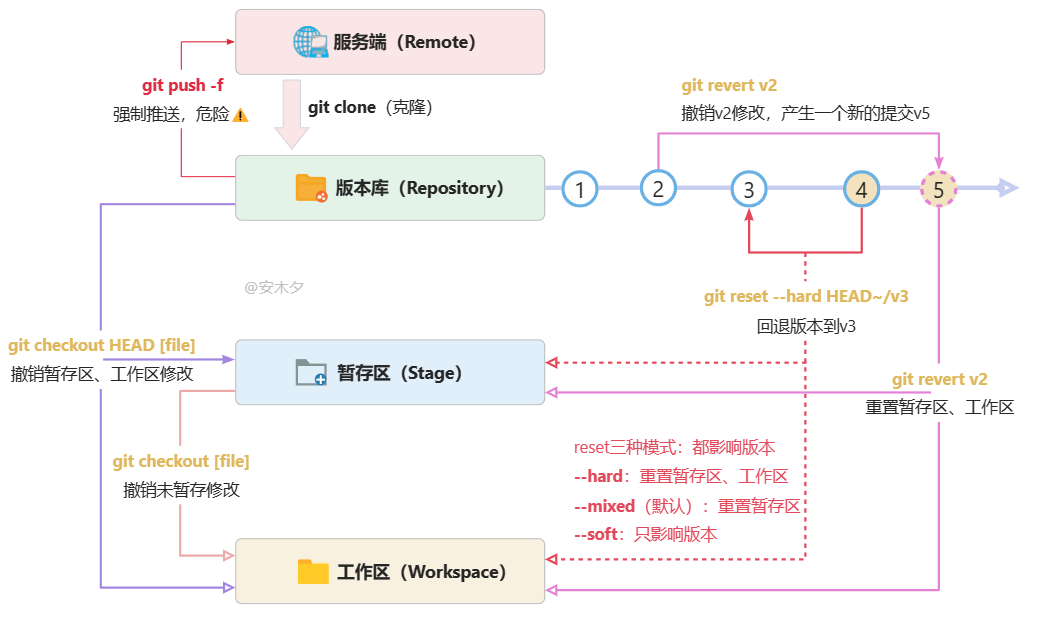 服务端（Remote）
git push -f
强制推送，危险
git clone（克隆）
git revert v2
撤销v2修改，产生一个新的提交v5
版本库（Repository）
1
2
3
4
5
@安木夕
git reset --hard HEAD~/v3
回退版本到v3
git checkout HEAD [file]
撤销暂存区、工作区修改
暂存区（Stage）
git revert v2
重置暂存区、工作区
git checkout [file]
撤销未暂存修改
reset三种模式：都影响版本
--hard：重置暂存区、工作区
--mixed（默认）：重置暂存区
--soft：只影响版本
工作区（Workspace）